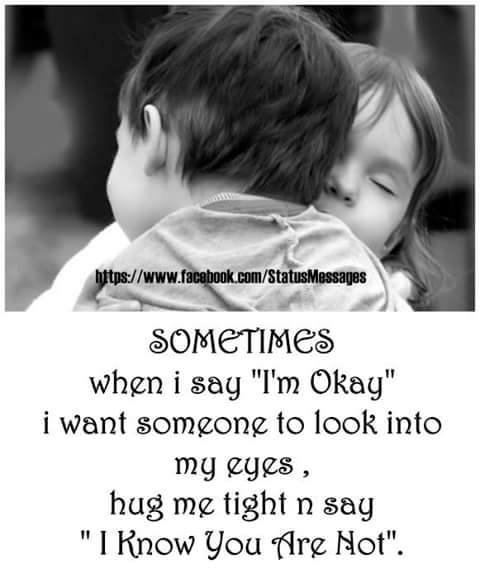 https://www.facebook.com/StatusMessages
SOMETIMES
when i say "I'm Okay"
i want someone to look into
my eyes ,
hug me tight n say
" I Know You Are Not".